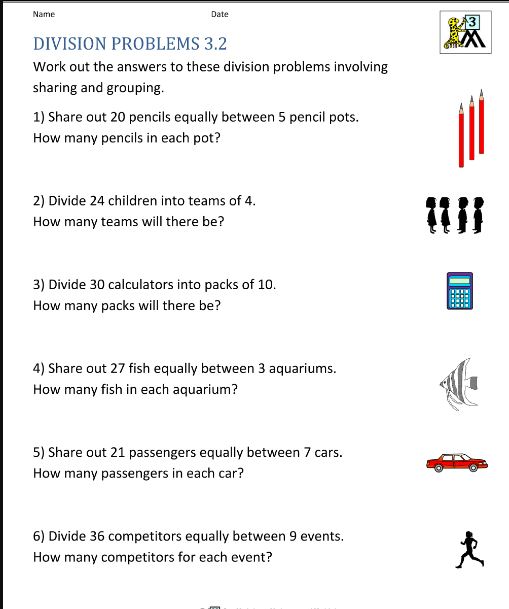 Name Date
3
DIVISION PROBLEMS 3.2
Work out the answers to these division problems involving
sharing and grouping.
1) Share out 20 pencils equally between 5 pencil pots.
How many pencils in each pot?
2) Divide 24 children into teams of 4.
How many teams will there be?
3) Divide 30 calculators into packs of 10.
How many packs will there be?
4) Share out 27 fish equally between 3 aquariums.
How many fish in each aquarium?
5) Share out 21 passengers equally between 7 cars.
How many passengers in each car?
6) Divide 36 competitors equally between 9 events.
How many competitors for each event?